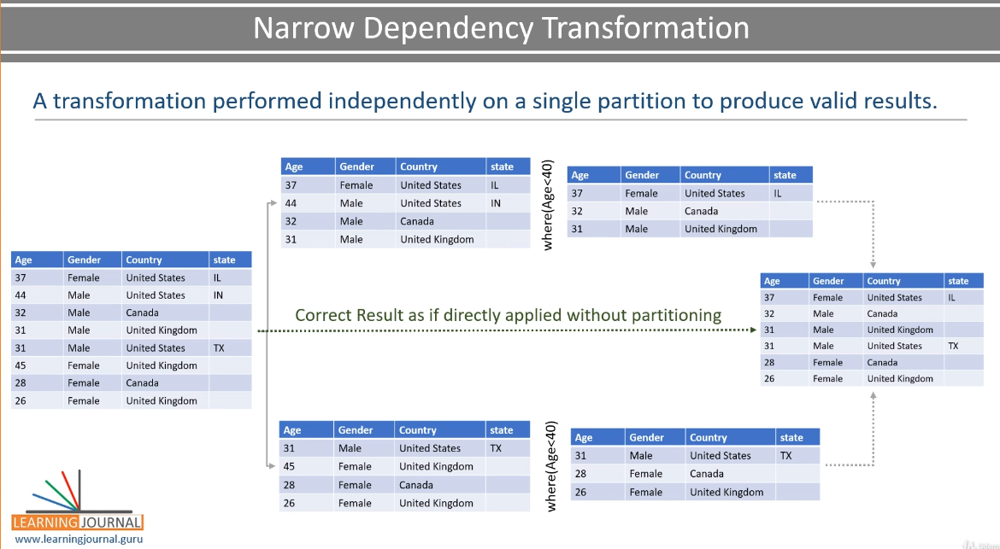 Narrow Dependency Transformation
A transformation performed independently on a single partition to produce valid results.
Age Gender Country state
37 Female United States IL
44 Male United States IN
32 Male Canada
31 Male United Kingdom
31 Male United States TX
45 Female United Kingdom
28 Female Canada
26 Female United Kingdom
Age Gender Country state
37 Female United States IL
44 Male United States IN
32 Male Canada
31 Male United Kingdom
where(Age<40)
Age Gender Country state
37 Female United States IL
32 Male Canada
31 Male United Kingdom
Correct Result as if directly applied without partitioning
Age Gender Country state
31 Male United States TX
45 Female United Kingdom
28 Female Canada
26 Female United Kingdom
where(Age<40)
Age Gender Country state
31 Male United States TX
28 Female Canada
26 Female United Kingdom
Age Gender Country state
37 Female United States IL
32 Male Canada
31 Male United Kingdom
31 Male United States TX
28 Female Canada
26 Female United Kingdom
LEARNING JOURNAL
www.learningjournal.guru